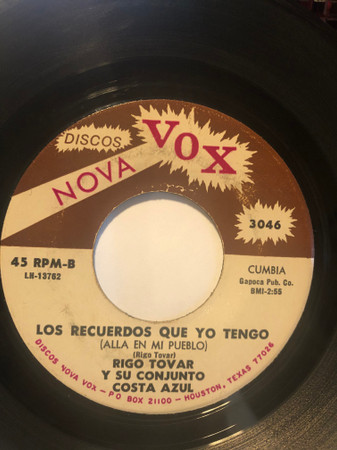 DISCOS
NOVA VOX
3046
45 RPM-B
LN-13762
CUMBIA
Gapoca Pub. Co.
BMI-2:55
LOS RECUERDOS QUE YO TENGO
(ALLA EN MI PUEBLO)
(Rigo Tovar)
RIGO TOVAR
Y SU CONJUNTO
COSTA AZUL
DISCOS NOVA VOX - PO BOX 21100 - HOUSTON, TEXAS 77026